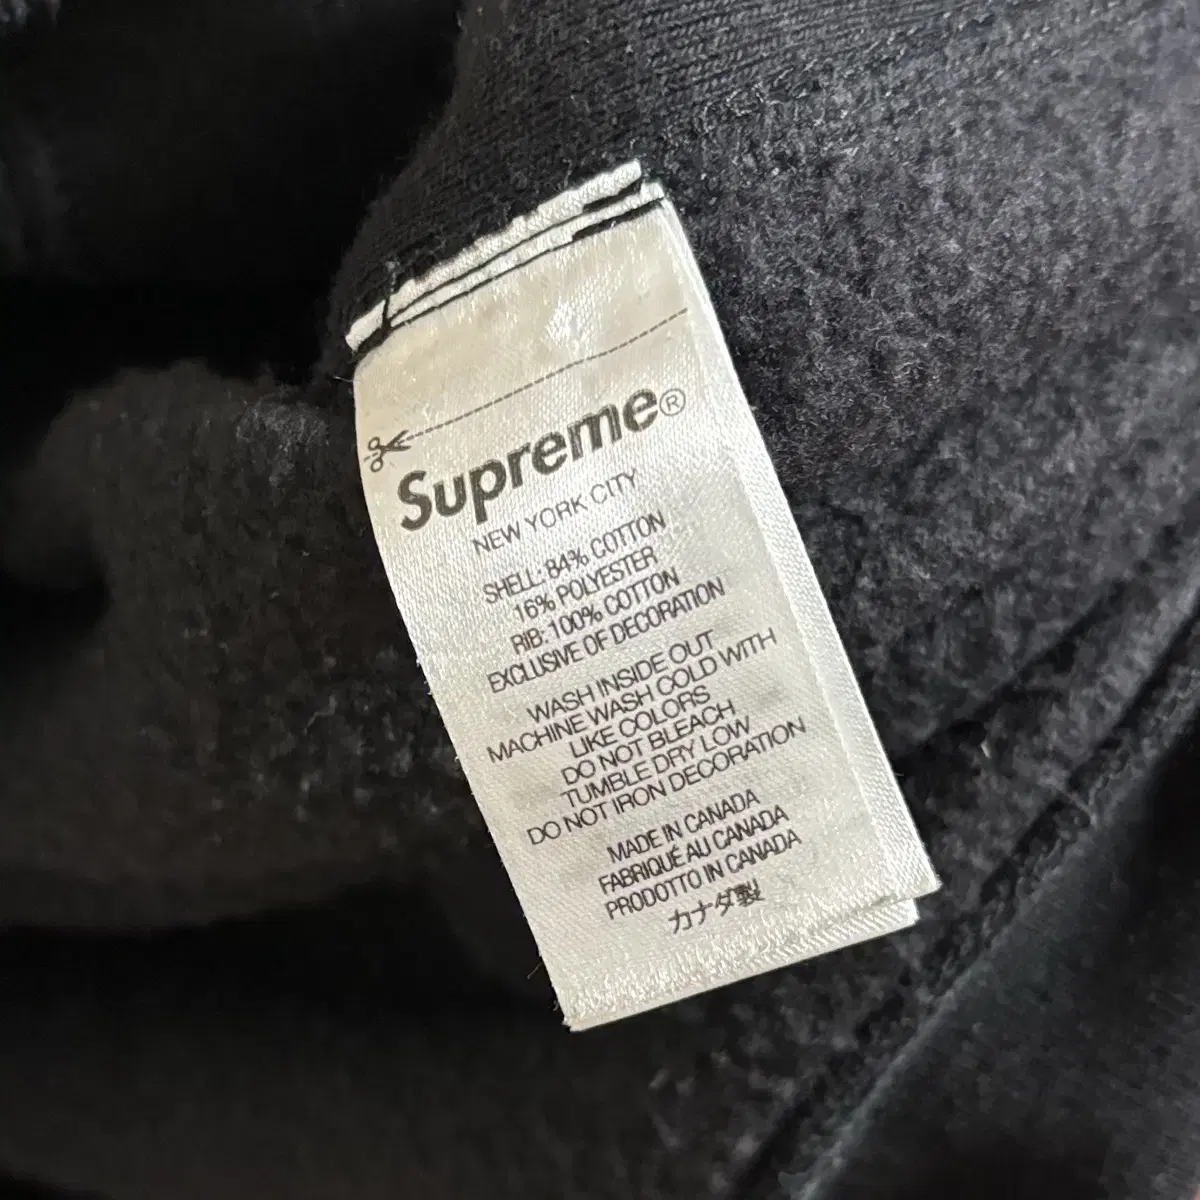 Supreme®
NEW YORK CITY
SHELL: 84% COTTON
16% POLYESTER
RIB: 100% COTTON
EXCLUSIVE OF DECORATION
WASH INSIDE OUT
MACHINE WASH COLD WITH
LIKE COLORS
DO NOT BLEACH
TUMBLE DRY LOW
DO NOT IRON DECORATION
MADE IN CANADA
FABRIQUÉ AU CANADA
PRODOTTO IN CANADA
カナダ製